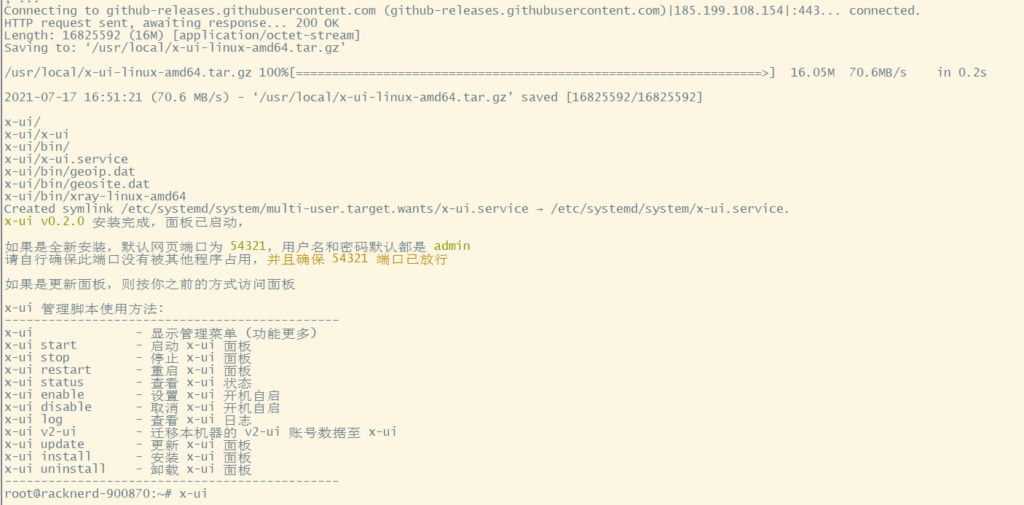 Connecting to github-releases.githubusercontent.com (github-releases.githubusercontent.com)|185.199.108.154|:443... connected.
HTTP request sent, awaiting response... 200 OK
Length: 16825592 (16M) [application/octet-stream]
Saving to: ‘/usr/local/x-ui-linux-amd64.tar.gz’
/usr/local/x-ui-linux-amd64.tar.gz 100%[================================================================>]  16.05M  70.6MB/s    in 0.2s
2021-07-17 16:51:21 (70.6 MB/s) - ‘/usr/local/x-ui-linux-amd64.tar.gz’ saved [16825592/16825592]
x-ui/
x-ui/x-ui
x-ui/bin/
x-ui/x-ui.service
x-ui/bin/geoip.dat
x-ui/bin/geosite.dat
x-ui/bin/xray-linux-amd64
Created symlink /etc/systemd/system/multi-user.target.wants/x-ui.service → /etc/systemd/system/x-ui.service.
x-ui v0.2.0 安装完成，面板已启动，
如果是全新安装，默认网页端口为 54321，用户名和密码默认都是 admin
请自行确保此端口没有被其他程序占用，并且确保 54321 端口已放行
如果是更新面板，则按你之前的方式访问面板
x-ui 管理脚本使用方法:
----------------------------------------------
x-ui              - 显示管理菜单 (功能更多)
x-ui start        - 启动 x-ui 面板
x-ui stop         - 停止 x-ui 面板
x-ui restart      - 重启 x-ui 面板
x-ui status       - 查看 x-ui 状态
x-ui enable       - 设置 x-ui 开机自启
x-ui disable      - 取消 x-ui 开机自启
x-ui log          - 查看 x-ui 日志
x-ui v2-ui        - 迁移本机器的 v2-ui 账号数据至 x-ui
x-ui update       - 更新 x-ui 面板
x-ui install      - 安装 x-ui 面板
x-ui uninstall    - 卸载 x-ui 面板
----------------------------------------------
root@racknerd-900870:~# x-ui